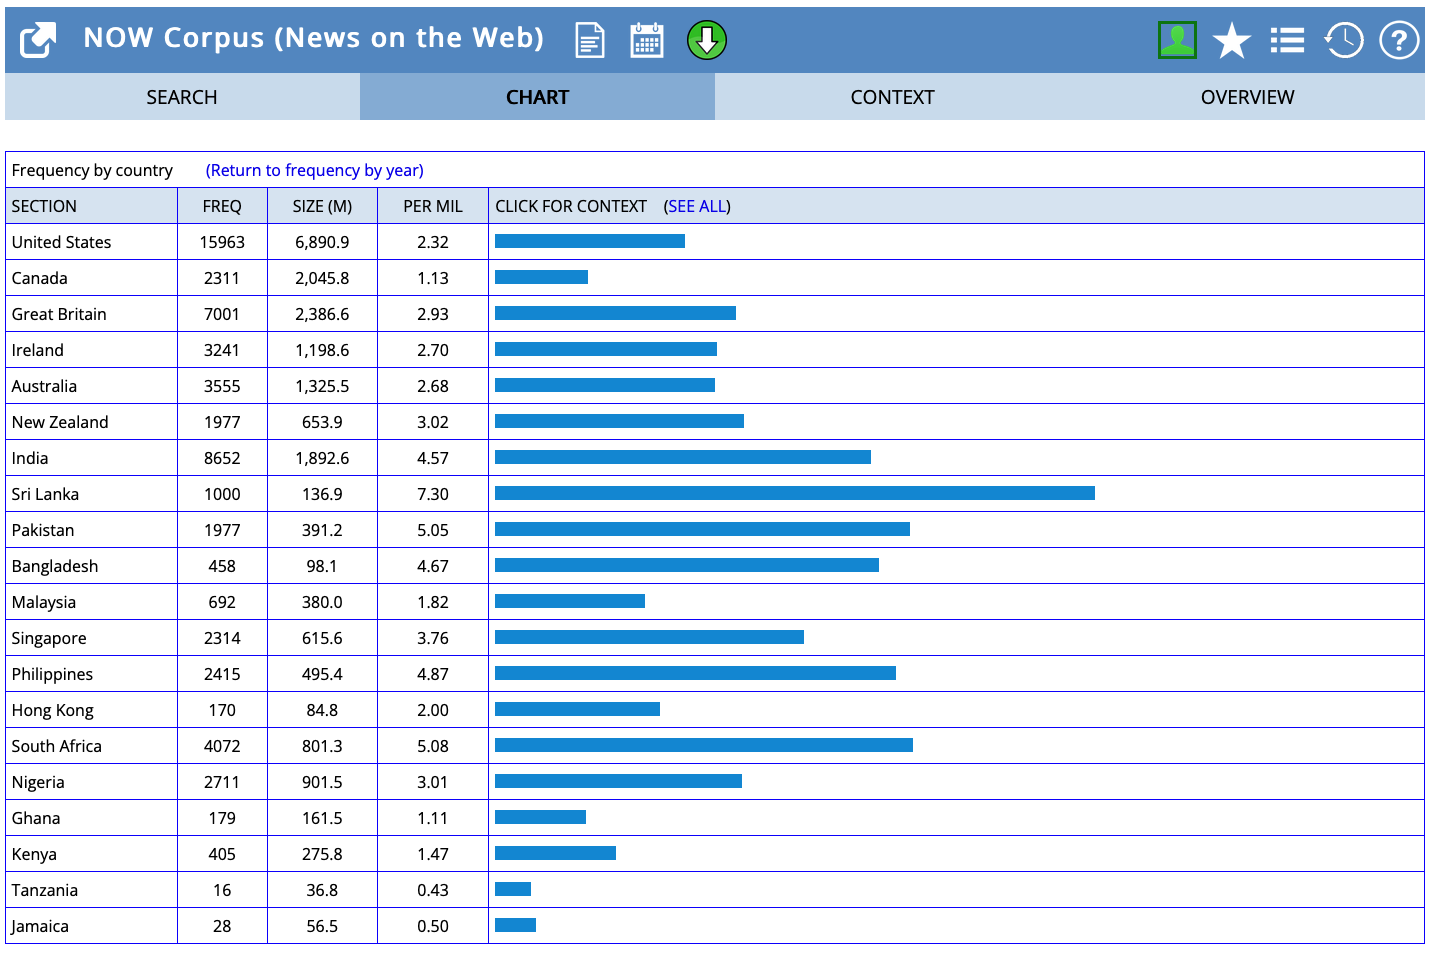 NOW Corpus (News on the Web)
SEARCH CHART CONTEXT OVERVIEW
Frequency by country (Return to frequency by year)
SECTION FREQ SIZE (M) PER MIL CLICK FOR CONTEXT (SEE ALL)
United States 15963 6,890.9 2.32
Canada 2311 2,045.8 1.13
Great Britain 7001 2,386.6 2.93
Ireland 3241 1,198.6 2.70
Australia 3555 1,325.5 2.68
New Zealand 1977 653.9 3.02
India 8652 1,892.6 4.57
Sri Lanka 1000 136.9 7.30
Pakistan 1977 391.2 5.05
Bangladesh 458 98.1 4.67
Malaysia 692 380.0 1.82
Singapore 2314 615.6 3.76
Philippines 2415 495.4 4.87
Hong Kong 170 84.8 2.00
South Africa 4072 801.3 5.08
Nigeria 2711 901.5 3.01
Ghana 179 161.5 1.11
Kenya 405 275.8 1.47
Tanzania 16 36.8 0.43
Jamaica 28 56.5 0.50